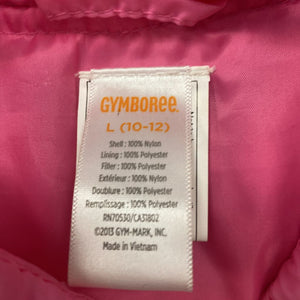 GYMBOREE
L (10-12)
Shell : 100% Nylon
Lining : 100% Polyester
Filler : 100% Polyester
Extérieur : 100% Nylon
Doublure : 100% Polyester
Remplissage : 100% Polyester
RN70530/CA31802
©2013 GYM-MARK, INC.
Made in Vietnam